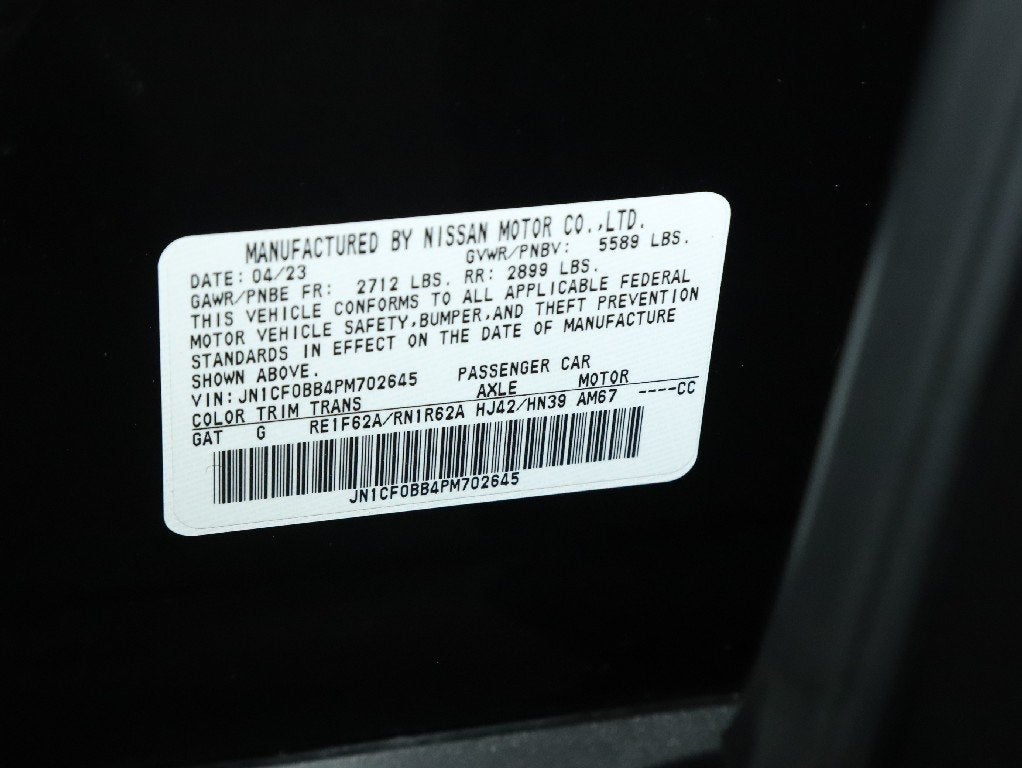 MANUFACTURED BY NISSAN MOTOR CO.,LTD.
DATE: 04/23 GVWR/PNBV: 5589 LBS.
GAWR/PNBE FR: 2712 LBS. RR: 2899 LBS.
THIS VEHICLE CONFORMS TO ALL APPLICABLE FEDERAL
MOTOR VEHICLE SAFETY,BUMPER,AND THEFT PREVENTION
STANDARDS IN EFFECT ON THE DATE OF MANUFACTURE
SHOWN ABOVE.
VIN: JN1CF0BB4PM702645 PASSENGER CAR
COLOR TRIM TRANS AXLE MOTOR
GAT G RE1F62A/RN1R62A HJ42/HN39 AM67 ----CC
JN1CF0BB4PM702645